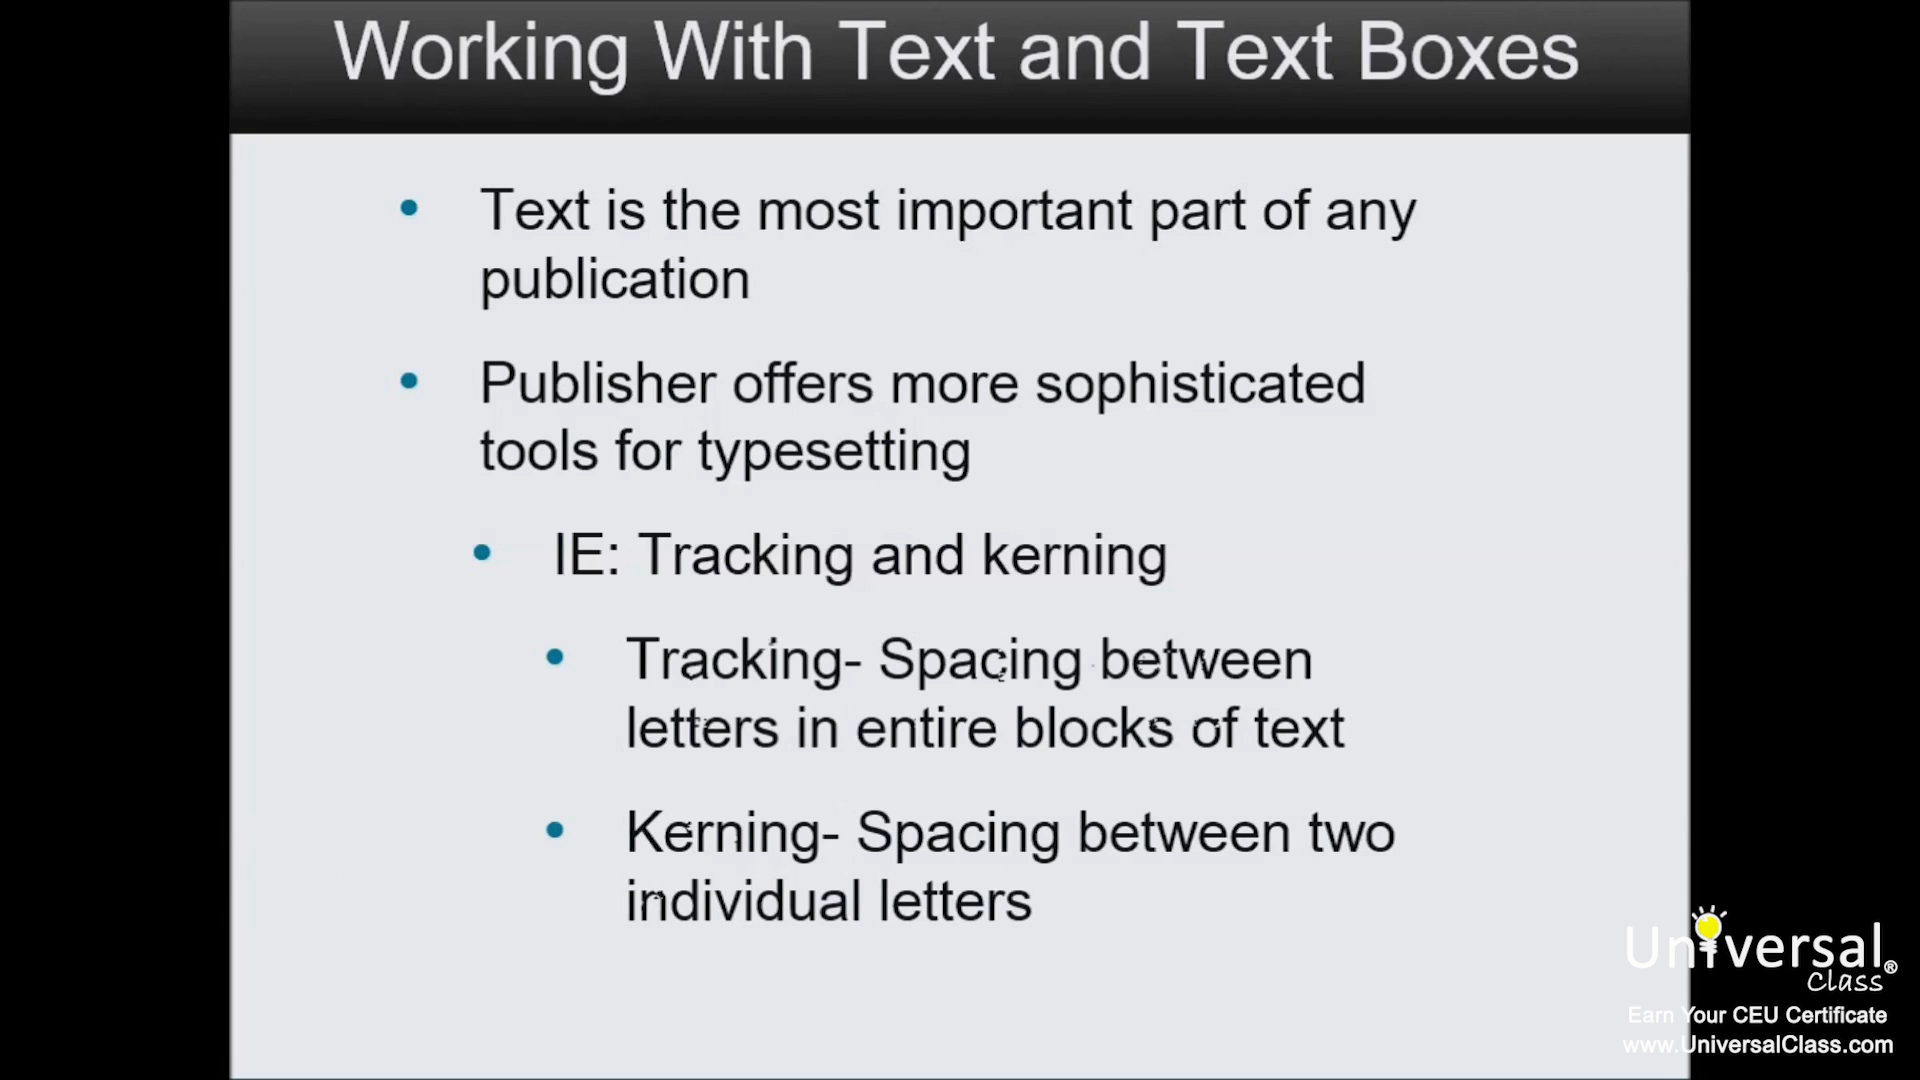 Working With Text and Text Boxes
• Text is the most important part of any
publication
• Publisher offers more sophisticated
tools for typesetting
• IE: Tracking and kerning
• Tracking- Spacing between
letters in entire blocks of text
• Kerning- Spacing between two
individual letters
Universal®
Class
Earn Your CEU Certificate
www.UniversalClass.com